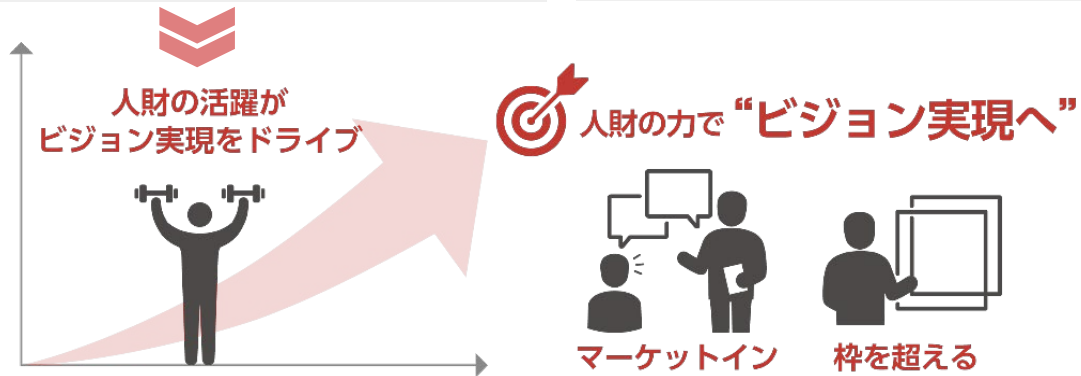 人財の活躍が
ビジョン実現をドライブ
人財の力で “ビジョン実現へ”
マーケットイン
枠を超える